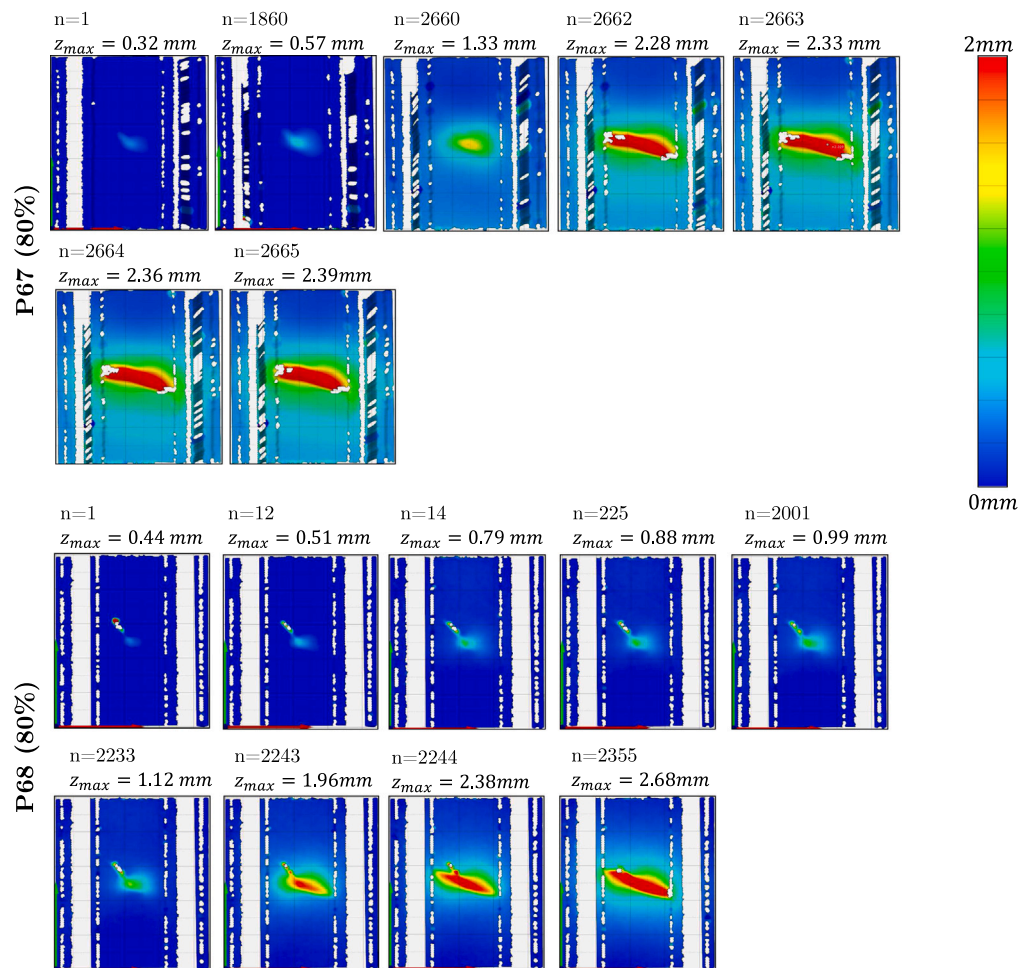 n=1 n=1860 n=2660 n=2662 n=2663
z_max = 0.32 mm z_max = 0.57 mm z_max = 1.33 mm z_max = 2.28 mm z_max = 2.33 mm 2mm
P67 (80%)
n=2664 n=2665
z_max = 2.36 mm z_max = 2.39mm
0mm
n=1 n=12 n=14 n=225 n=2001
z_max = 0.44 mm z_max = 0.51 mm z_max = 0.79 mm z_max = 0.88 mm z_max = 0.99 mm
P68 (80%)
n=2233 n=2243 n=2244 n=2355
z_max = 1.12 mm z_max = 1.96mm z_max = 2.38mm z_max = 2.68mm